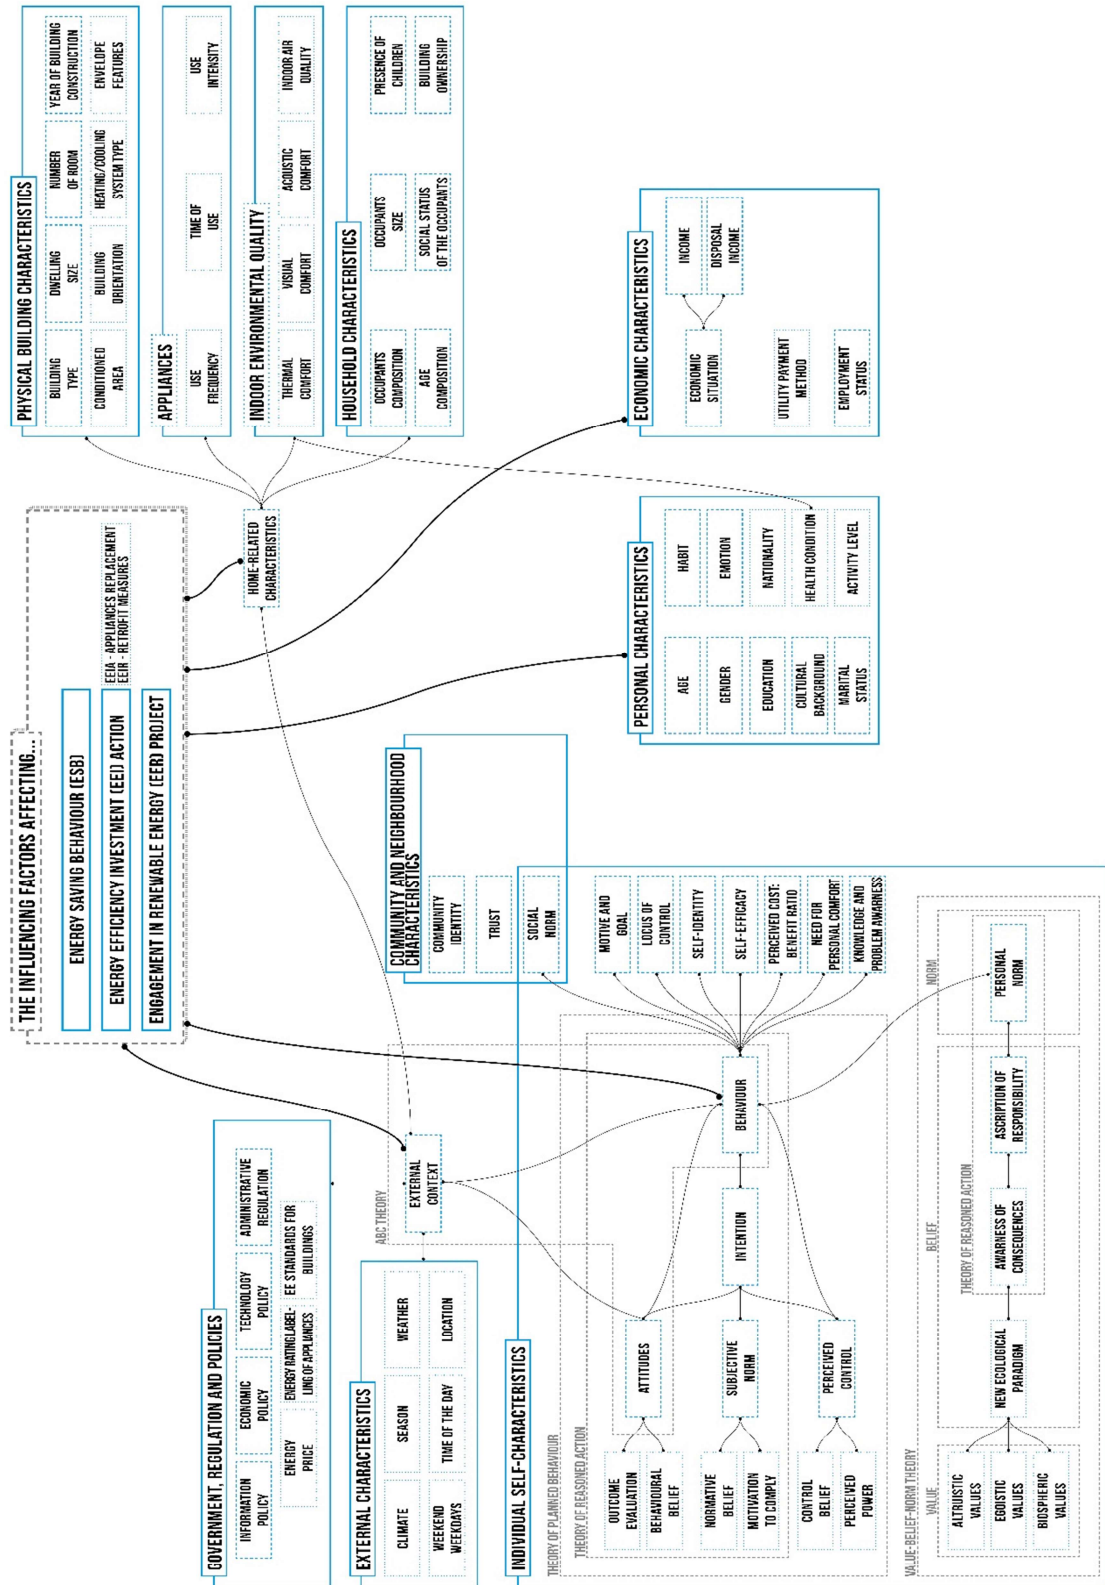 THE INFLUENCING FACTORS AFFECTING...
ENERGY SAVING BEHAVIOUR (ESB)
ENERGY EFFICIENCY INVESTMENT (EEI) ACTION
EEIA - APPLIANCES REPLACEMENT
EEIR - RETROFIT MEASURES
ENGAGEMENT IN RENEWABLE ENERGY (EER) PROJECT
GOVERNMENT, REGULATION AND POLICIES
INFORMATION
POLICY
ECONOMIC
POLICY
TECHNOLOGY
POLICY
ADMINISTRATIVE
REGULATION
ENERGY
PRICE
ENERGY RATING LABEL-
LING OF APPLIANCES
EE STANDARDS FOR
BUILDINGS
EXTERNAL CHARACTERISTICS
CLIMATE
SEASON
WEATHER
WEEKEND
WEEKDAYS
TIME OF THE DAY
LOCATION
ABC THEORY
EXTERNAL
CONTEXT
HOME-RELATED
CHARACTERISTICS
PHYSICAL BUILDING CHARACTERISTICS
BUILDING
TYPE
DWELLING
SIZE
NUMBER
OF ROOM
YEAR OF BUILDING
CONSTRUCTION
CONDITIONED
AREA
BUILDING
ORIENTATION
HEATING/COOLING
SYSTEM TYPE
ENVELOPE
FEATURES
APPLIANCES
USE
FREQUENCY
TIME OF
USE
USE
INTENSITY
INDOOR ENVIRONMENTAL QUALITY
THERMAL
COMFORT
VISUAL
COMFORT
ACOUSTIC
COMFORT
INDOOR AIR
QUALITY
HOUSEHOLD CHARACTERISTICS
OCCUPANTS
COMPOSITION
OCCUPANTS
SIZE
PRESENCE OF
CHILDREN
AGE
COMPOSITION
SOCIAL STATUS
OF THE OCCUPANTS
BUILDING
OWNERSHIP
COMMUNITY AND NEIGHBOURHOOD
CHARACTERISTICS
COMMUNITY
IDENTITY
TRUST
SOCIAL
NORM
INDIVIDUAL SELF-CHARACTERISTICS
THEORY OF PLANNED BEHAVIOUR
THEORY OF REASONED ACTION
OUTCOME
EVALUATION
BEHAVIOURAL
BELIEF
NORMATIVE
BELIEF
MOTIVATION
TO COMPLY
CONTROL
BELIEF
PERCEIVED
POWER
ATTITUDES
SUBJECTIVE
NORM
PERCEIVED
CONTROL
INTENTION
BEHAVIOUR
MOTIVE AND
GOAL
LOCUS OF
CONTROL
SELF-IDENTITY
SELF-EFFICACY
PERCEIVED COST:
BENEFIT RATIO
NEED FOR
PERSONAL COMFORT
KNOWLEDGE AND
PROBLEM AWARENESS
VALUE-BELIEF-NORM THEORY
VALUE
ALTRUISTIC
VALUES
EGOISTIC
VALUES
BIOSPHERIC
VALUES
BELIEF
NEW ECOLOGICAL
PARADIGM
THEORY OF REASONED ACTION
AWARNESS OF
CONSEQUENCES
ASCRIPTION OF
RESPONSIBILITY
NORM
PERSONAL
NORM
PERSONAL CHARACTERISTICS
AGE
HABIT
GENDER
EMOTION
EDUCATION
NATIONALITY
CULTURAL
BACKGROUND
HEALTH CONDITION
MARITAL
STATUS
ACTIVITY LEVEL
ECONOMIC CHARACTERISTICS
ECONOMIC
SITUATION
INCOME
DISPOSAL
INCOME
UTILITY PAYMENT
METHOD
EMPLOYMENT
STATUS